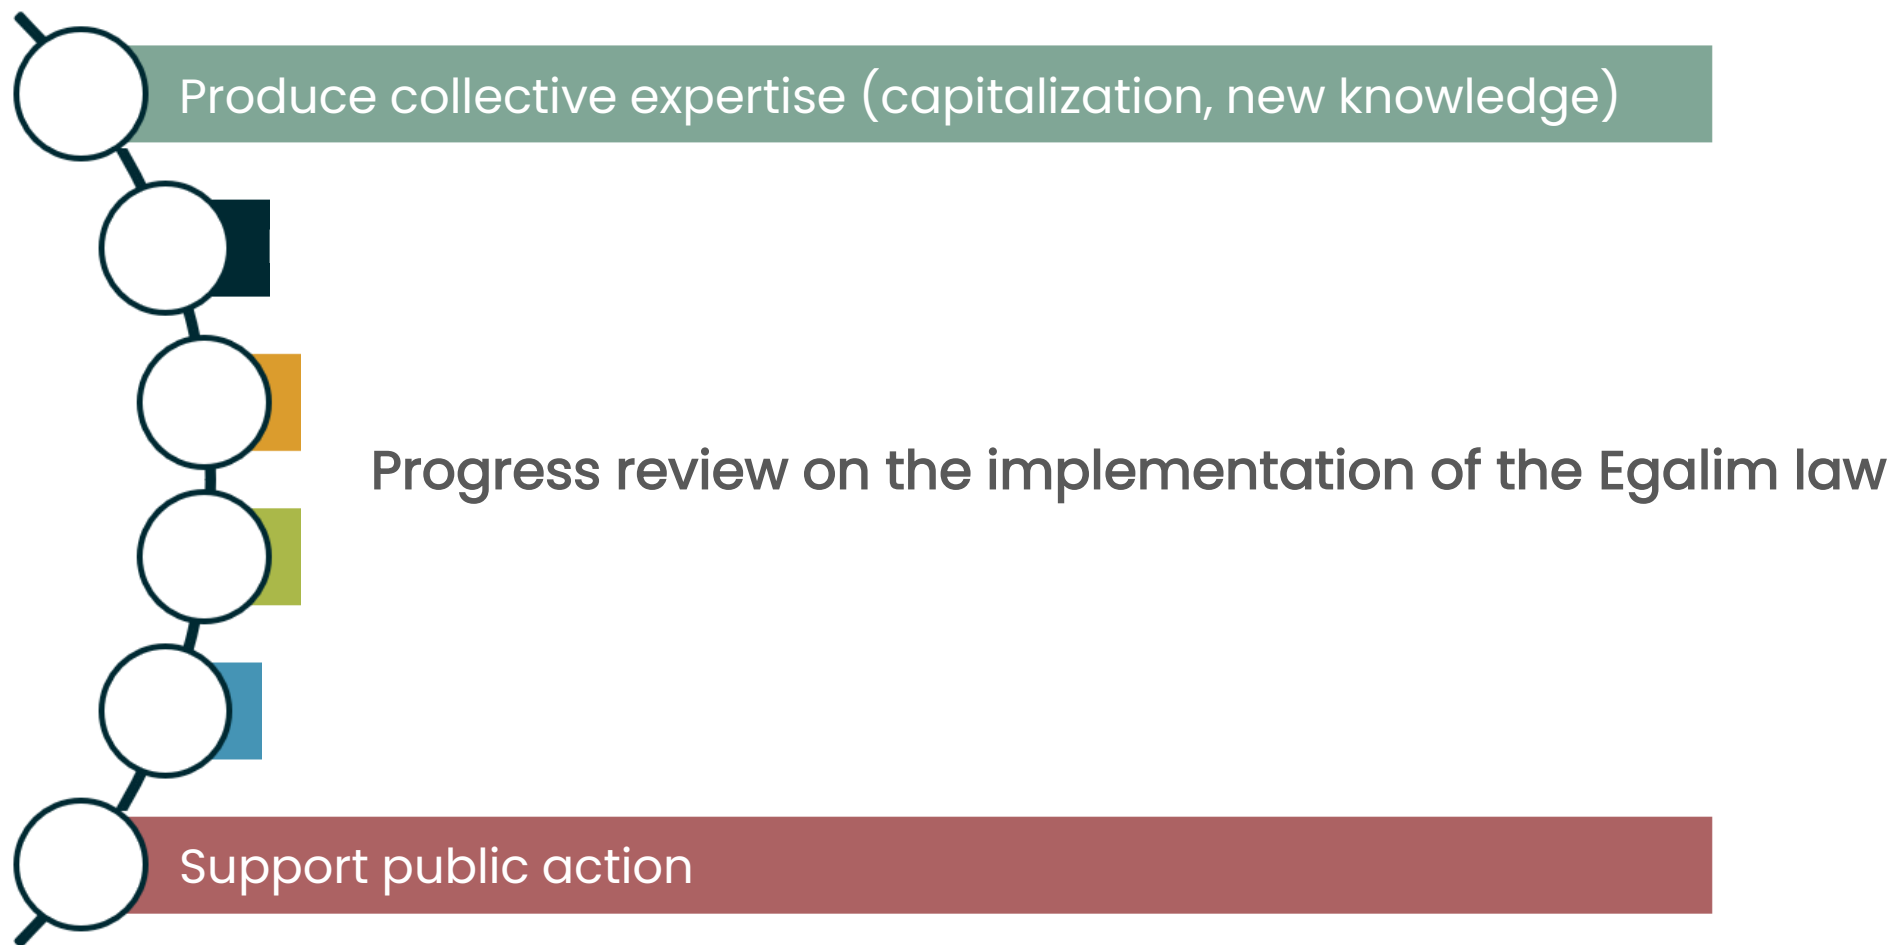 Produce collective expertise (capitalization, new knowledge)
Progress review on the implementation of the Egalim law
Support public action